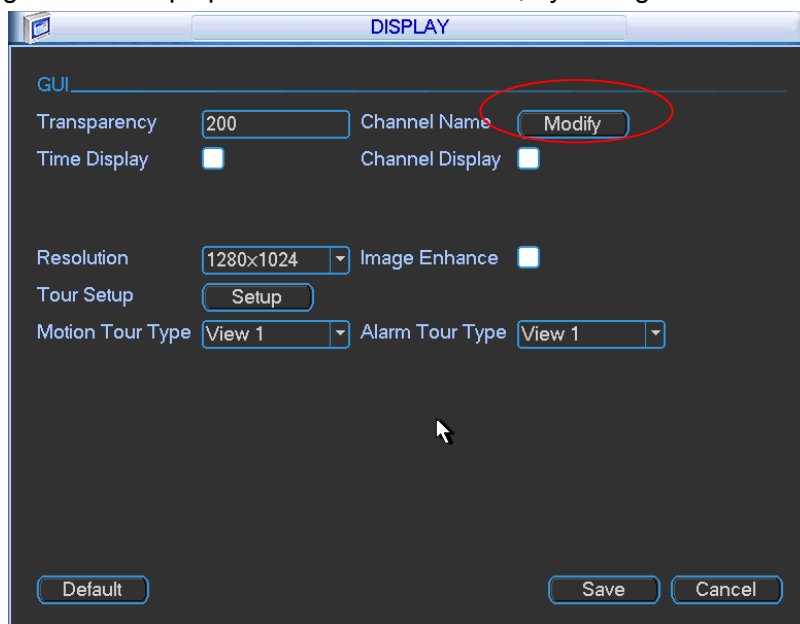 DISPLAY
GUI
Transparency 200 Channel Name Modify
Time Display Channel Display
Resolution 1280×1024 Image Enhance
Tour Setup Setup
Motion Tour Type View 1 Alarm Tour Type View 1
Default Save Cancel